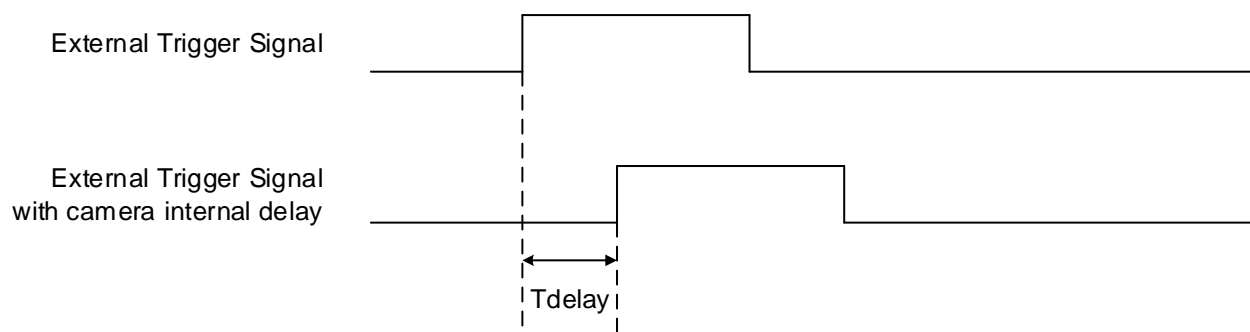 External Trigger Signal
External Trigger Signal
with camera internal delay
Tdelay